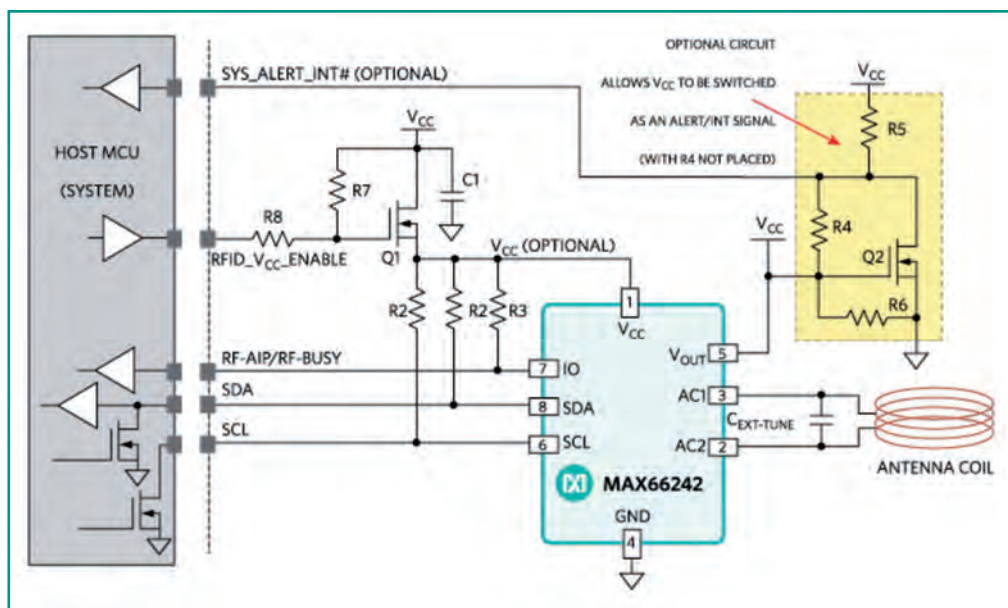 OPTIONAL CIRCUIT
ALLOWS VCC TO BE SWITCHED
AS AN ALERT/INT SIGNAL
(WITH R4 NOT PLACED)
SYS_ALERT_INT# (OPTIONAL)
VCC
R5
HOST MCU
(SYSTEM)
VCC
R7
C1
R8
RFID_VCC_ENABLE
Q1
VCC (OPTIONAL)
VCC
R4
Q2
R6
R2
R2
R3
1
VCC
RF-AIP/RF-BUSY
7
IO
VOUT
5
SDA
8
SDA
AC1
3
CEXT-TUNE
SCL
6
SCL
AC2
2
ANTENNA COIL
MAX66242
GND
4